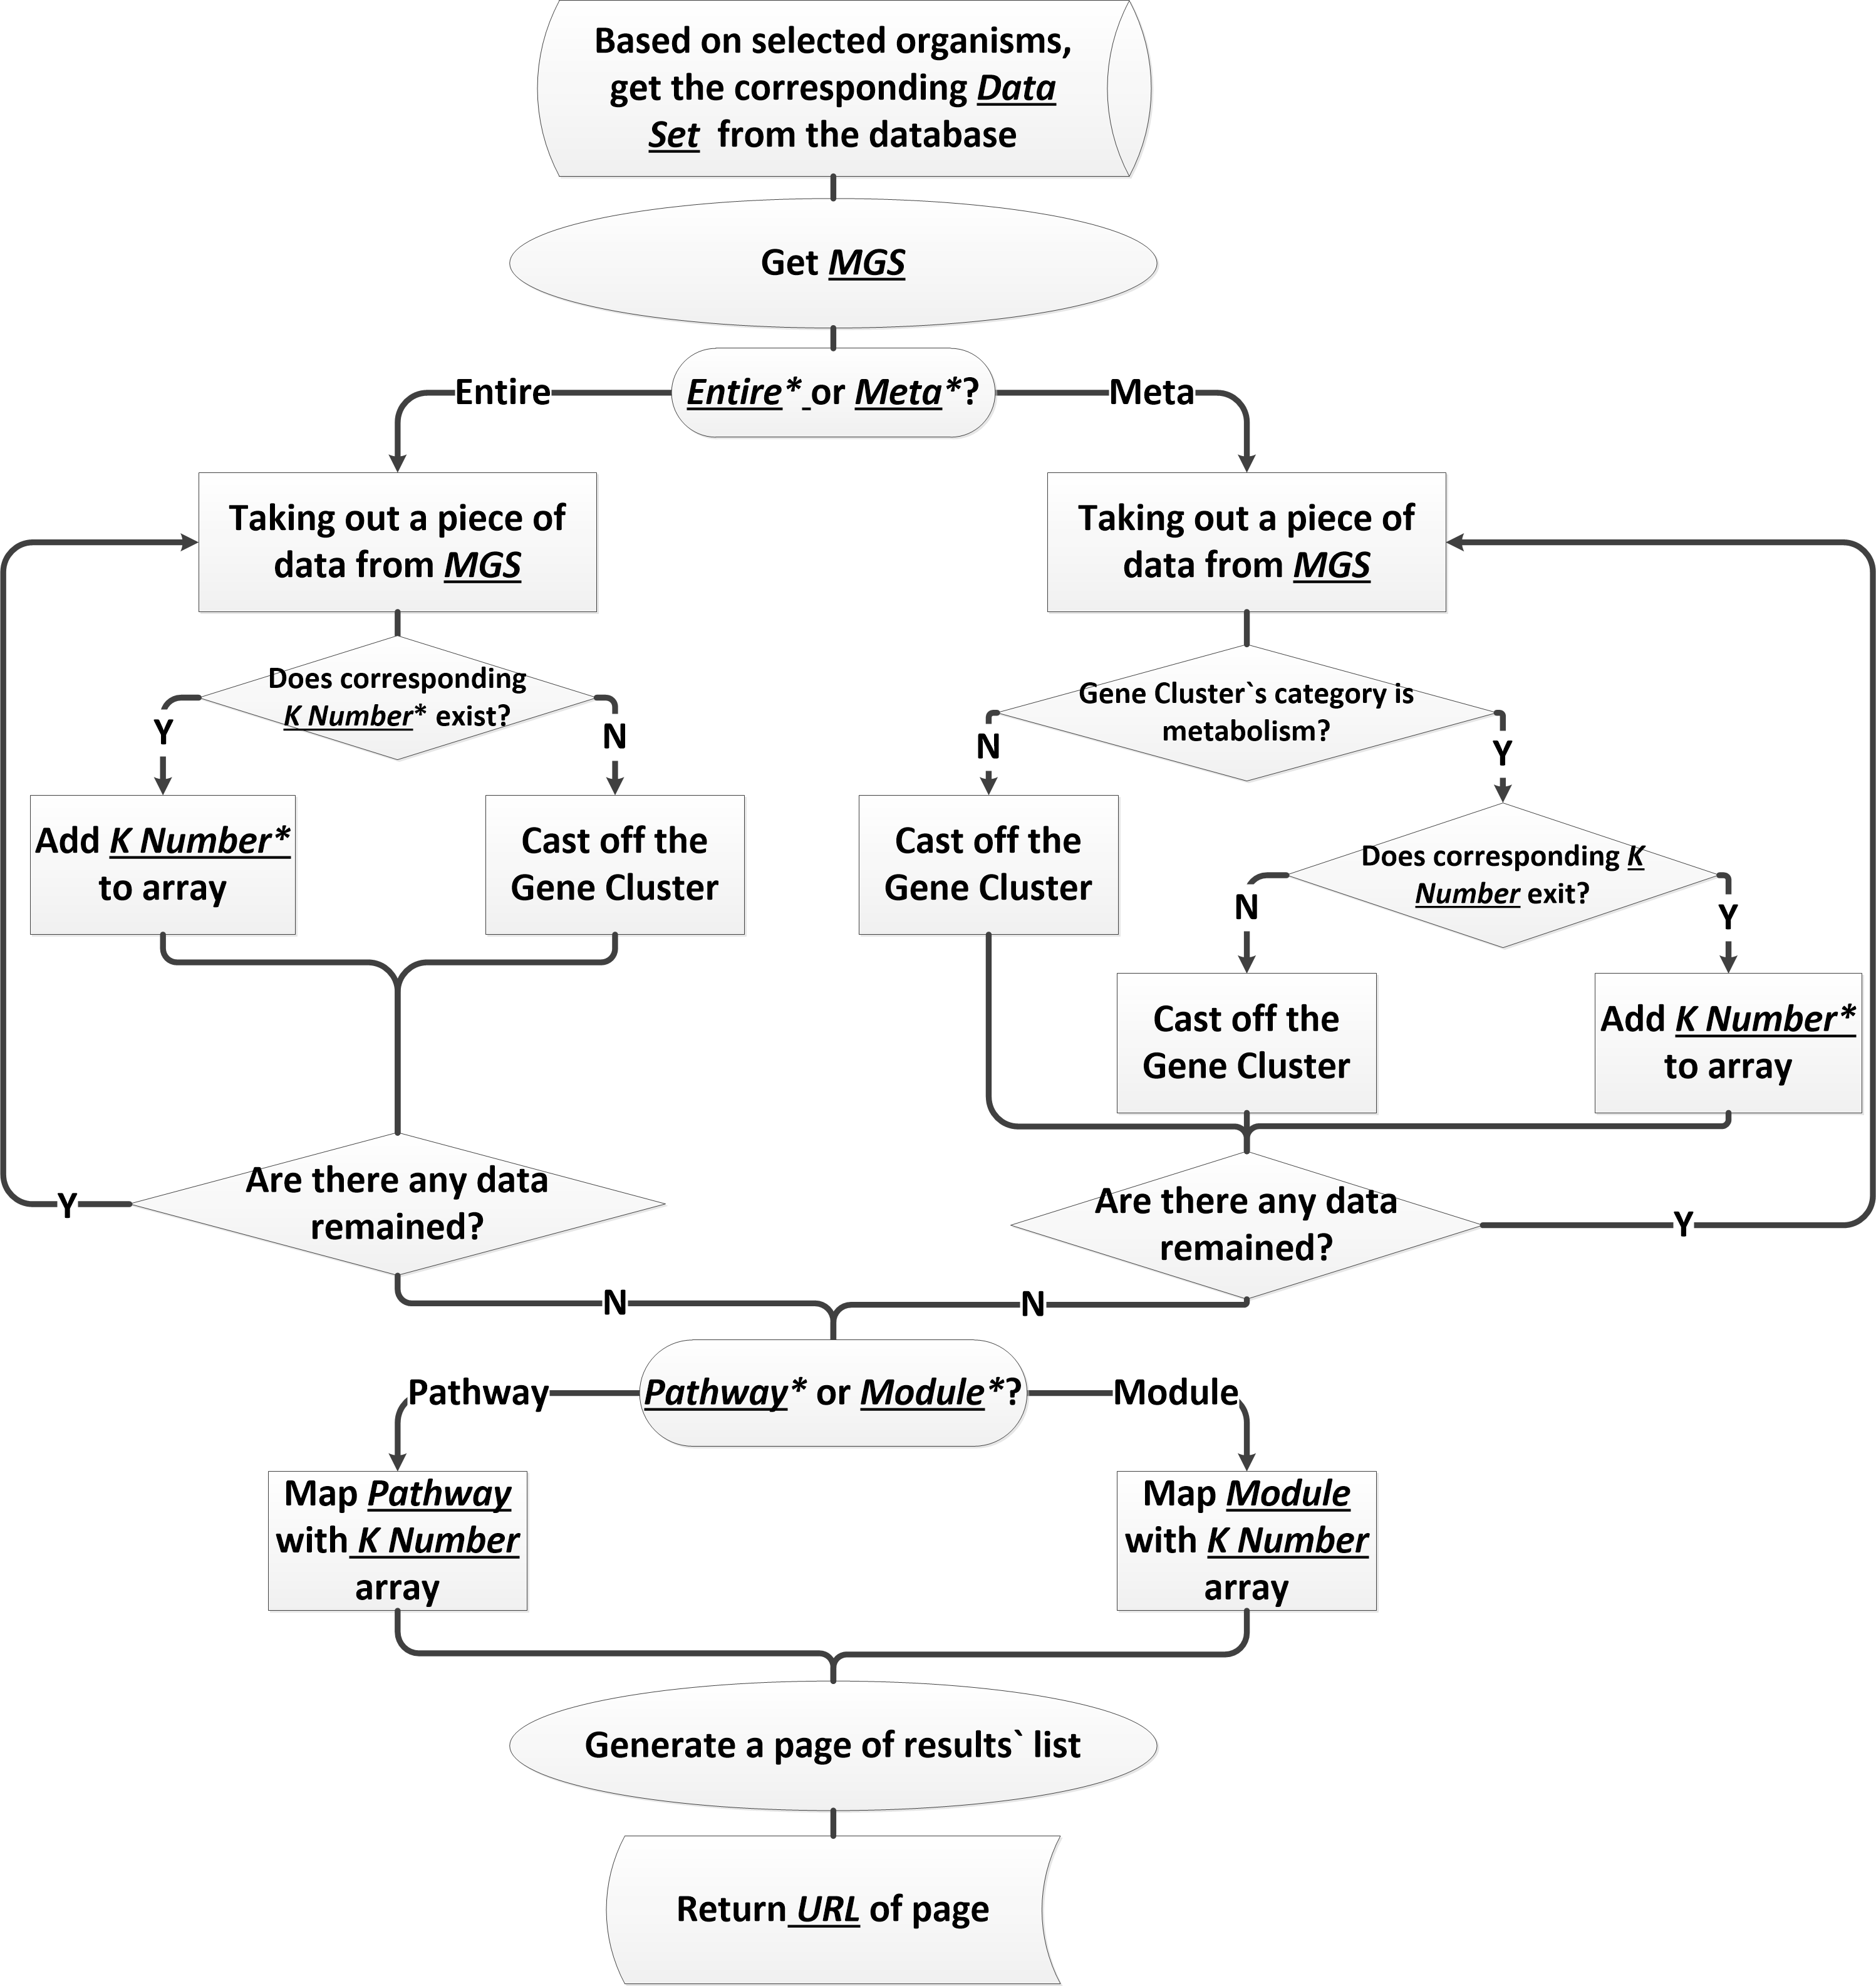 Based on selected organisms,
get the corresponding Data
Set from the database
Get MGS
Entire
Entire* or Meta*?
Meta
Taking out a piece of
data from MGS
Taking out a piece of
data from MGS
Does corresponding
K Number* exist?
Gene Cluster`s category is
metabolism?
Y
N
N
Y
Add K Number*
to array
Cast off the
Gene Cluster
Cast off the
Gene Cluster
Does corresponding K
Number exit?
N
Y
Cast off the
Gene Cluster
Add K Number*
to array
Are there any data
remained?
Y
Are there any data
remained?
Y
N
N
Pathway
Pathway* or Module*?
Module
Map Pathway
with K Number
array
Map Module
with K Number
array
Generate a page of results` list
Return URL of page